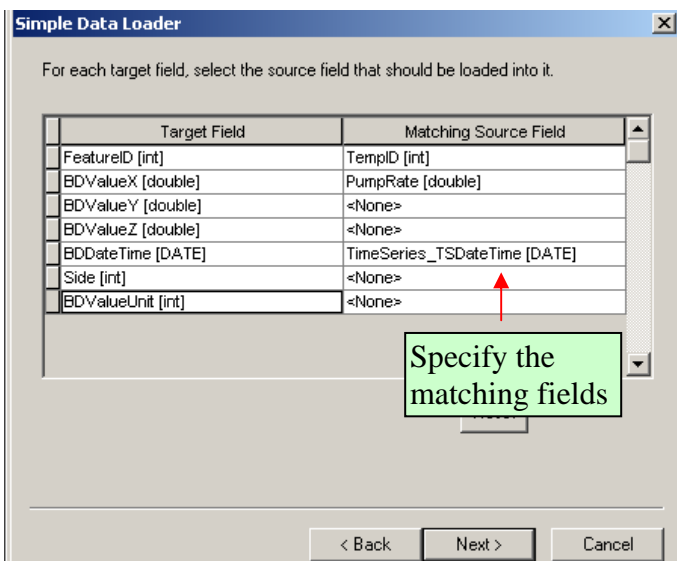 Simple Data Loader
For each target field, select the source field that should be loaded into it.
Target Field Matching Source Field
FeatureID [int] TempID [int]
BDValueX [double] PumpRate [double]
BDValueY [double] <None>
BDValueZ [double] <None>
BDDateTime [DATE] TimeSeries_TSDateTime [DATE]
Side [int] <None>
BDValueUnit [int] <None>
Specify the
matching fields
< Back Next > Cancel